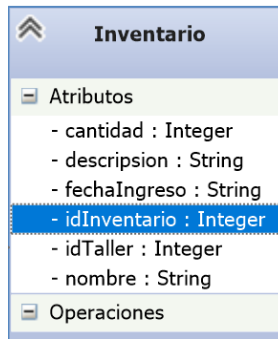 Inventario
Atributos
- cantidad : Integer
- descripsion : String
- fechaIngreso : String
- idInventario : Integer
- idTaller : Integer
- nombre : String
Operaciones